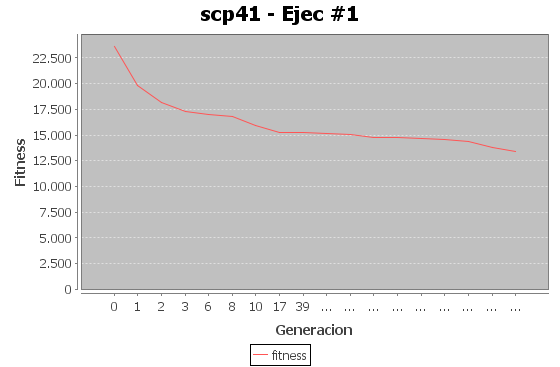 scp41 - Ejec #1
22.500
20.000
17.500
15.000
12.500
10.000
7.500
5.000
2.500
0
Fitness
0 1 2 3 6 8 10 17 39 ... ... ... ... ... ... ... ... ...
Generacion
fitness